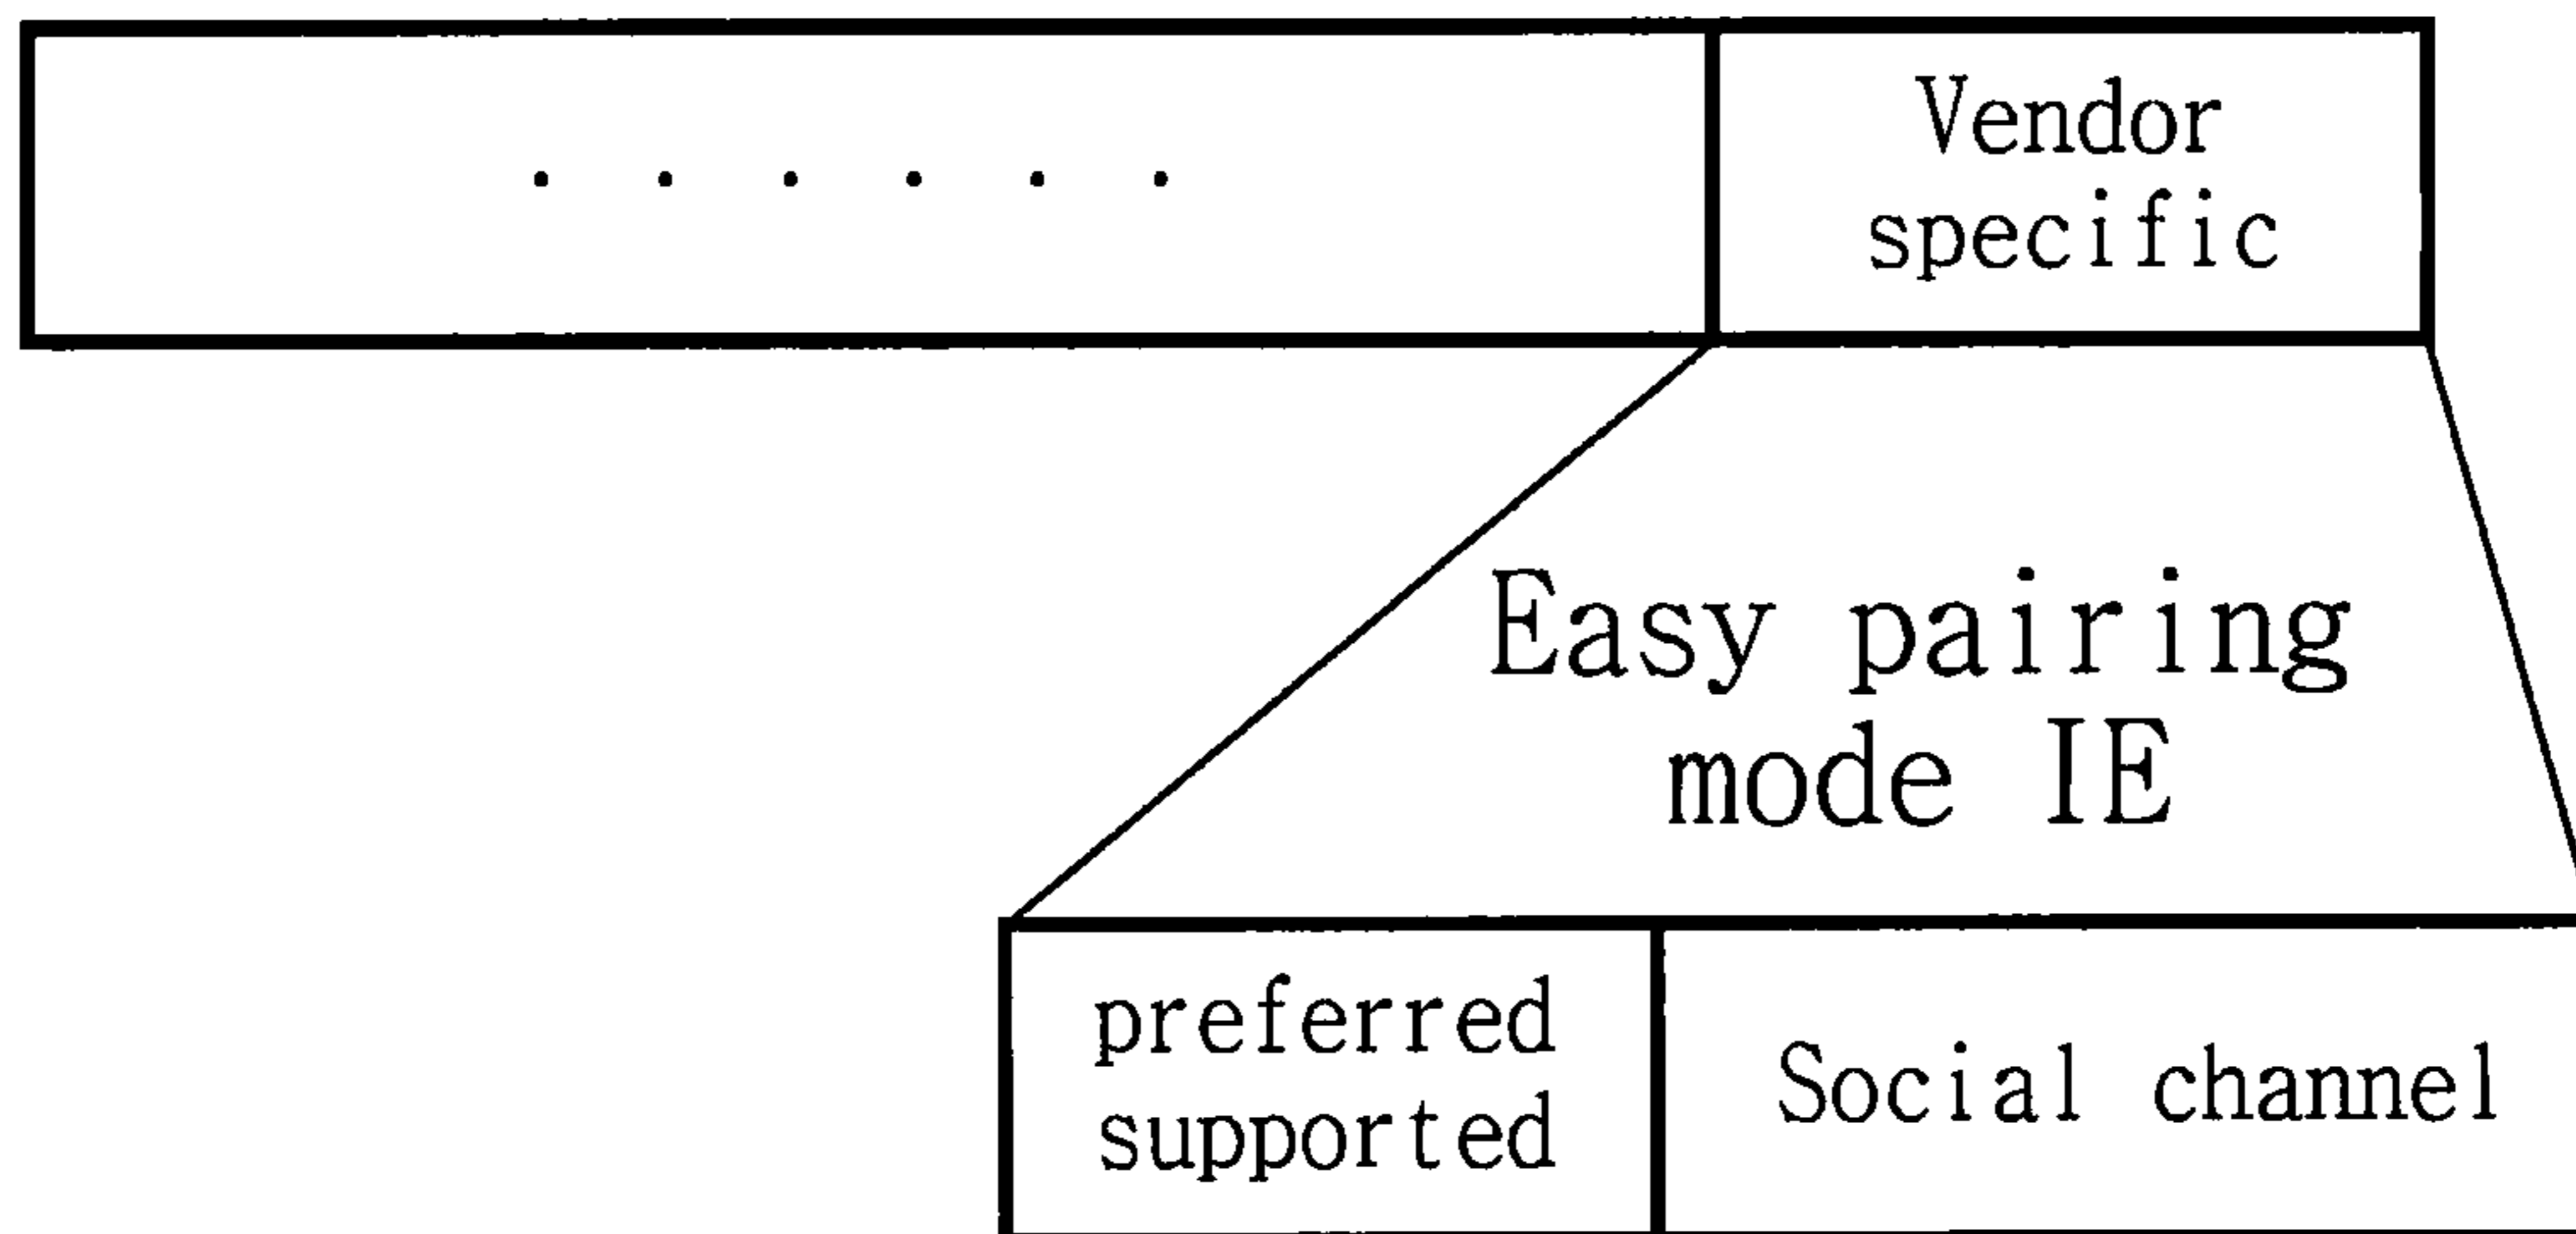 . . . . . .
Vendor
specific
Easy pairing
mode IE
preferred
supported
Social channel